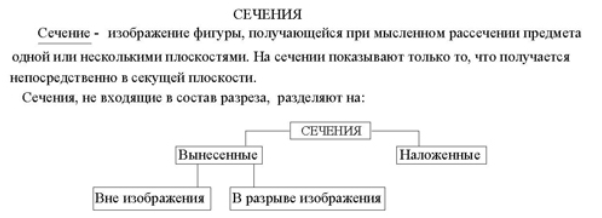 СЕЧЕНИЯ
Сечение - изображение фигуры, получающейся при мысленном рассечении предмета
одной или несколькими плоскостями. На сечении показывают только то, что получается
непосредственно в секущей плоскости.
Сечения, не входящие в состав разреза, разделяют на:
СЕЧЕНИЯ
Вынесенные
Наложенные
Вне изображения
В разрыве изображения